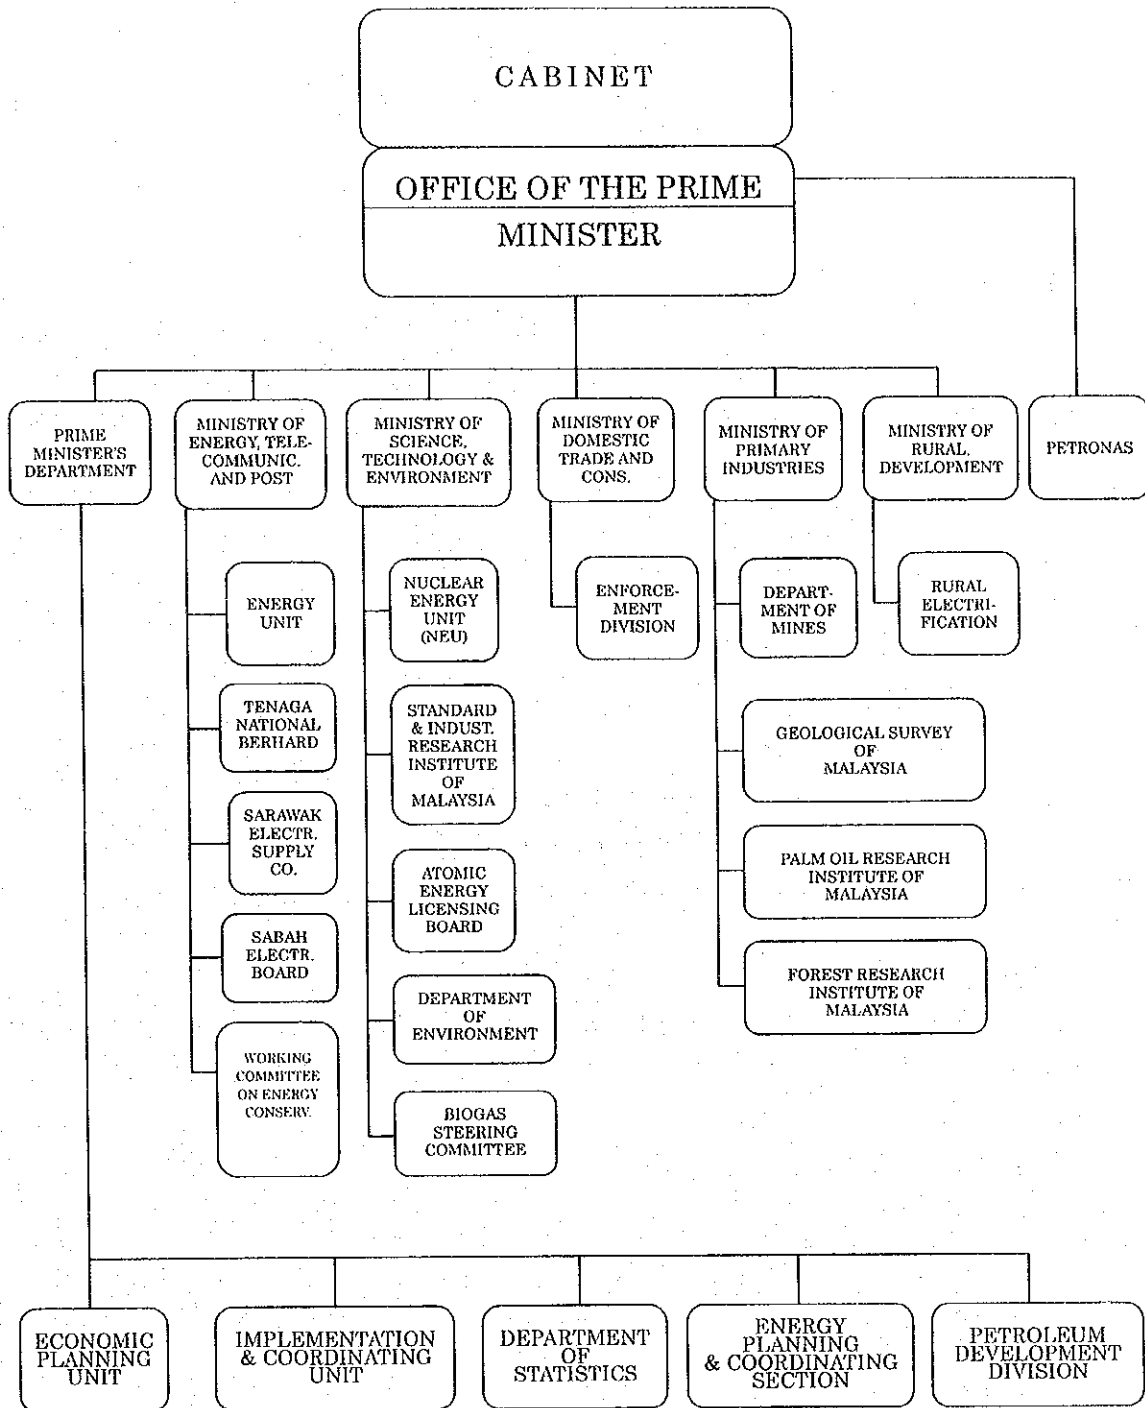 CABINET
OFFICE OF THE PRIME
MINISTER
PRIME
MINISTER'S
DEPARTMENT
MINISTRY OF
ENERGY, TELE-
COMMUNIC.
AND POST
MINISTRY OF
SCIENCE,
TECHNOLOGY &
ENVIRONMENT
MINISTRY OF
DOMESTIC
TRADE AND
CONS.
MINISTRY OF
PRIMARY
INDUSTRIES
MINISTRY OF
RURAL.
DEVELOPMENT
PETRONAS
ENERGY
UNIT
TENAGA
NATIONAL
BERHARD
SARAWAK
ELECTR.
SUPPLY
CO.
SABAH
ELECTR.
BOARD
WORKING
COMMITTEE
ON ENERGY
CONSERV.
NUCLEAR
ENERGY
UNIT
(NEU)
STANDARD
& INDUST.
RESEARCH
INSTITUTE
OF
MALAYSIA
ATOMIC
ENERGY
LICENSING
BOARD
DEPARTMENT
OF
ENVIRONMENT
BIOGAS
STEERING
COMMITTEE
ENFORCE-
MENT
DIVISION
DEPART-
MENT OF
MINES
GEOLOGICAL SURVEY
OF
MALAYSIA
PALM OIL RESEARCH
INSTITUTE OF
MALAYSIA
FOREST RESEARCH
INSTITUTE OF
MALAYSIA
RURAL
ELECTRI-
FICATION
ECONOMIC
PLANNING
UNIT
IMPLEMENTATION
& COORDINATING
UNIT
DEPARTMENT
OF
STATISTICS
ENERGY
PLANNING
& COORDINATING
SECTION
PETROLEUM
DEVELOPMENT
DIVISION